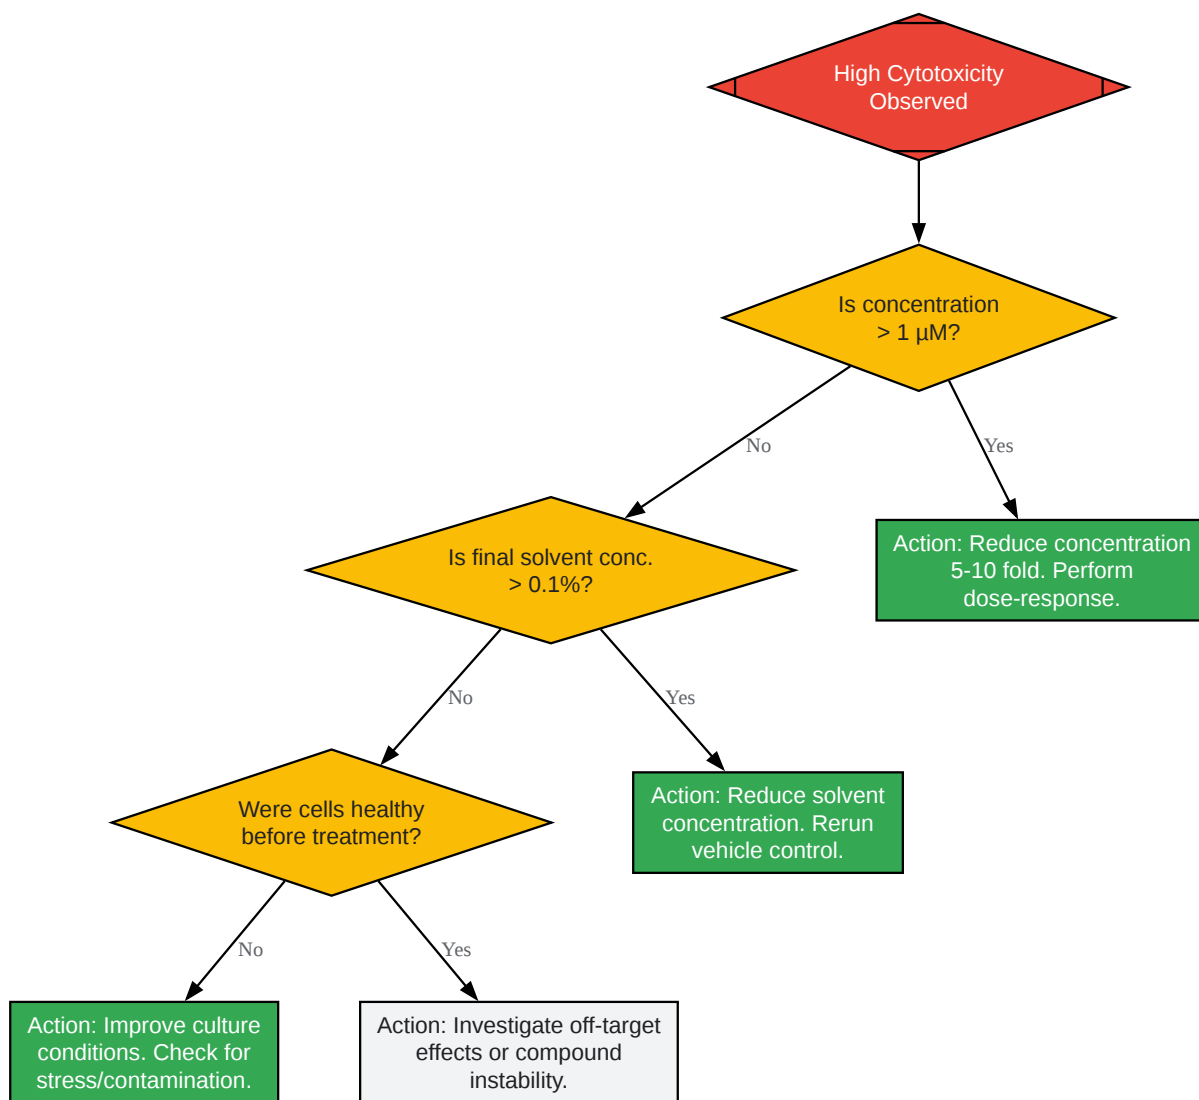 High Cytotoxicity
Observed
Is concentration
> 1 µM?
No
Yes
Is final solvent conc.
> 0.1%?
Action: Reduce concentration
5-10 fold. Perform
dose-response.
No
Yes
Were cells healthy
before treatment?
Action: Reduce solvent
concentration. Rerun
vehicle control.
No
Yes
Action: Improve culture
conditions. Check for
stress/contamination.
Action: Investigate off-target
effects or compound
instability.